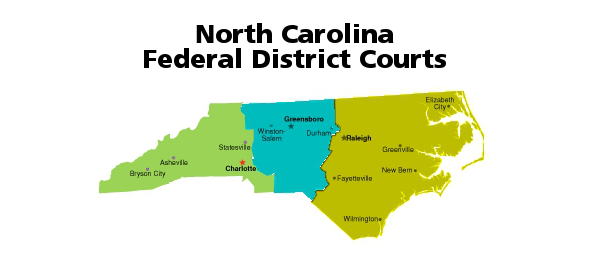 North Carolina
Federal District Courts
Elizabeth
City
Greensboro
Winston-
Salem
Durham
Raleigh
Statesville
Greenville
Asheville
Charlotte
Bryson City
New Bern
Fayetteville
Wilmington